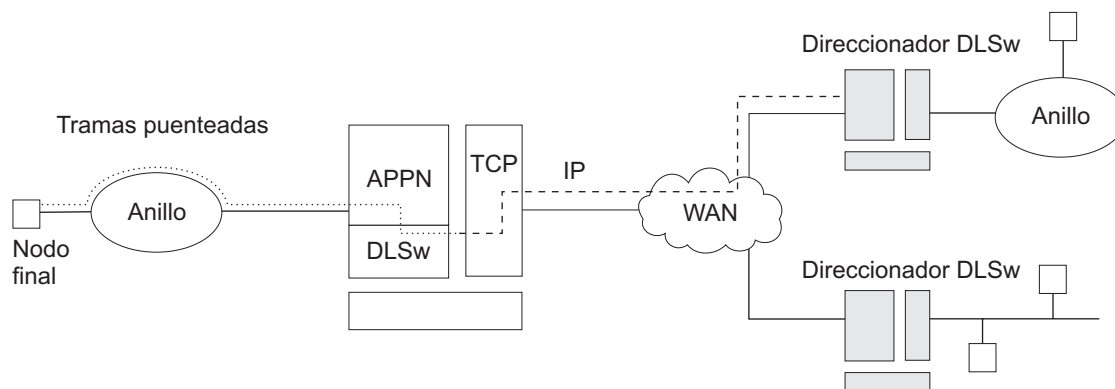 Direccionador DLSw
Tramas puenteadas
Anillo
APPN
TCP
IP
Anillo
WAN
DLSw
Nodo
final
Direccionador DLSw